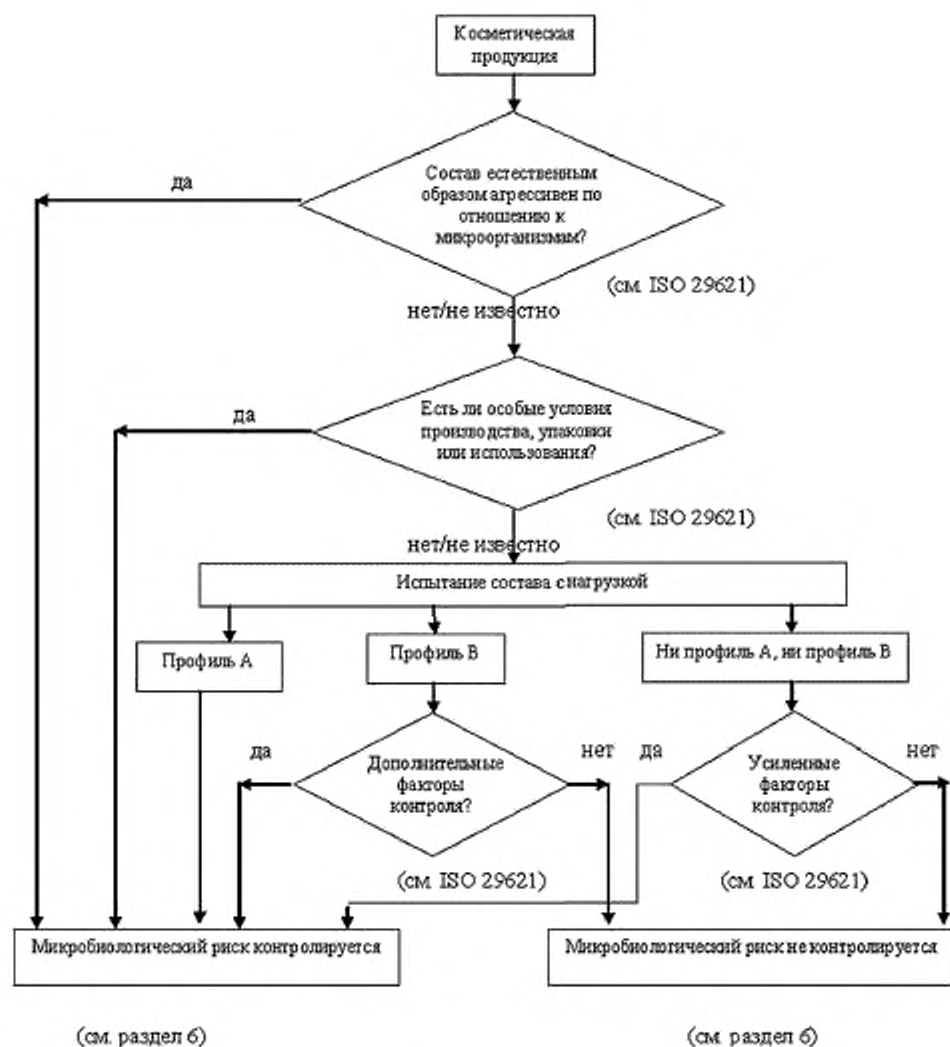 Косметическая
продукция
Состав естественным
образом агрессивен по
отношению к
микроорганизмам?
да
(см. ISO 29621)
нет/не известно
Есть ли особые условия
производства, упаковки
или использования?
да
(см. ISO 29621)
нет/не известно
Испытание состава с нагрузкой
Профиль А
Профиль В
Ни профиль А, ни профиль В
да
Дополнительные
факторы
контроля?
нет
да
Усиленные
факторы
контроля?
нет
(см. ISO 29621)
(см. ISO 29621)
Микробиологический риск контролируется
Микробиологический риск не контролируется
(см. раздел 6)
(см. раздел 6)